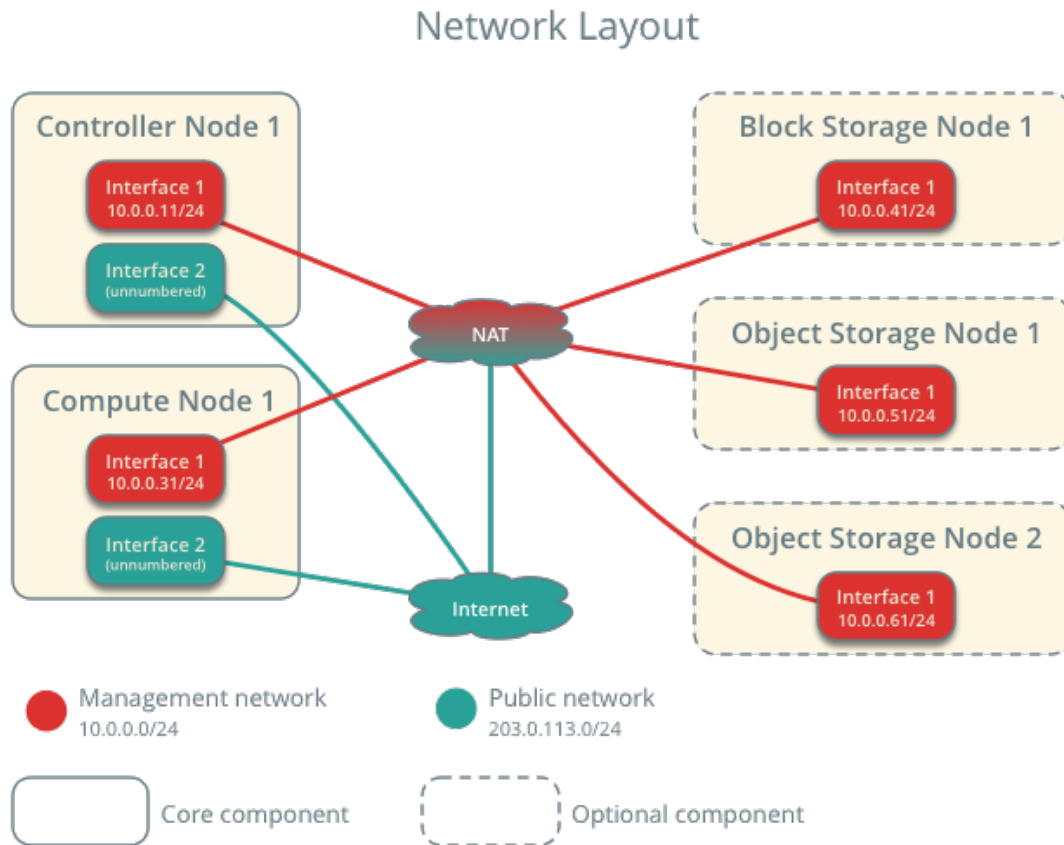 Network Layout
Controller Node 1
Interface 1
10.0.0.11/24
Interface 2
(unnumbered)
Compute Node 1
Interface 1
10.0.0.31/24
Interface 2
(unnumbered)
NAT
Internet
Block Storage Node 1
Interface 1
10.0.0.41/24
Object Storage Node 1
Interface 1
10.0.0.51/24
Object Storage Node 2
Interface 1
10.0.0.61/24
Management network
10.0.0.0/24
Public network
203.0.113.0/24
Core component
Optional component